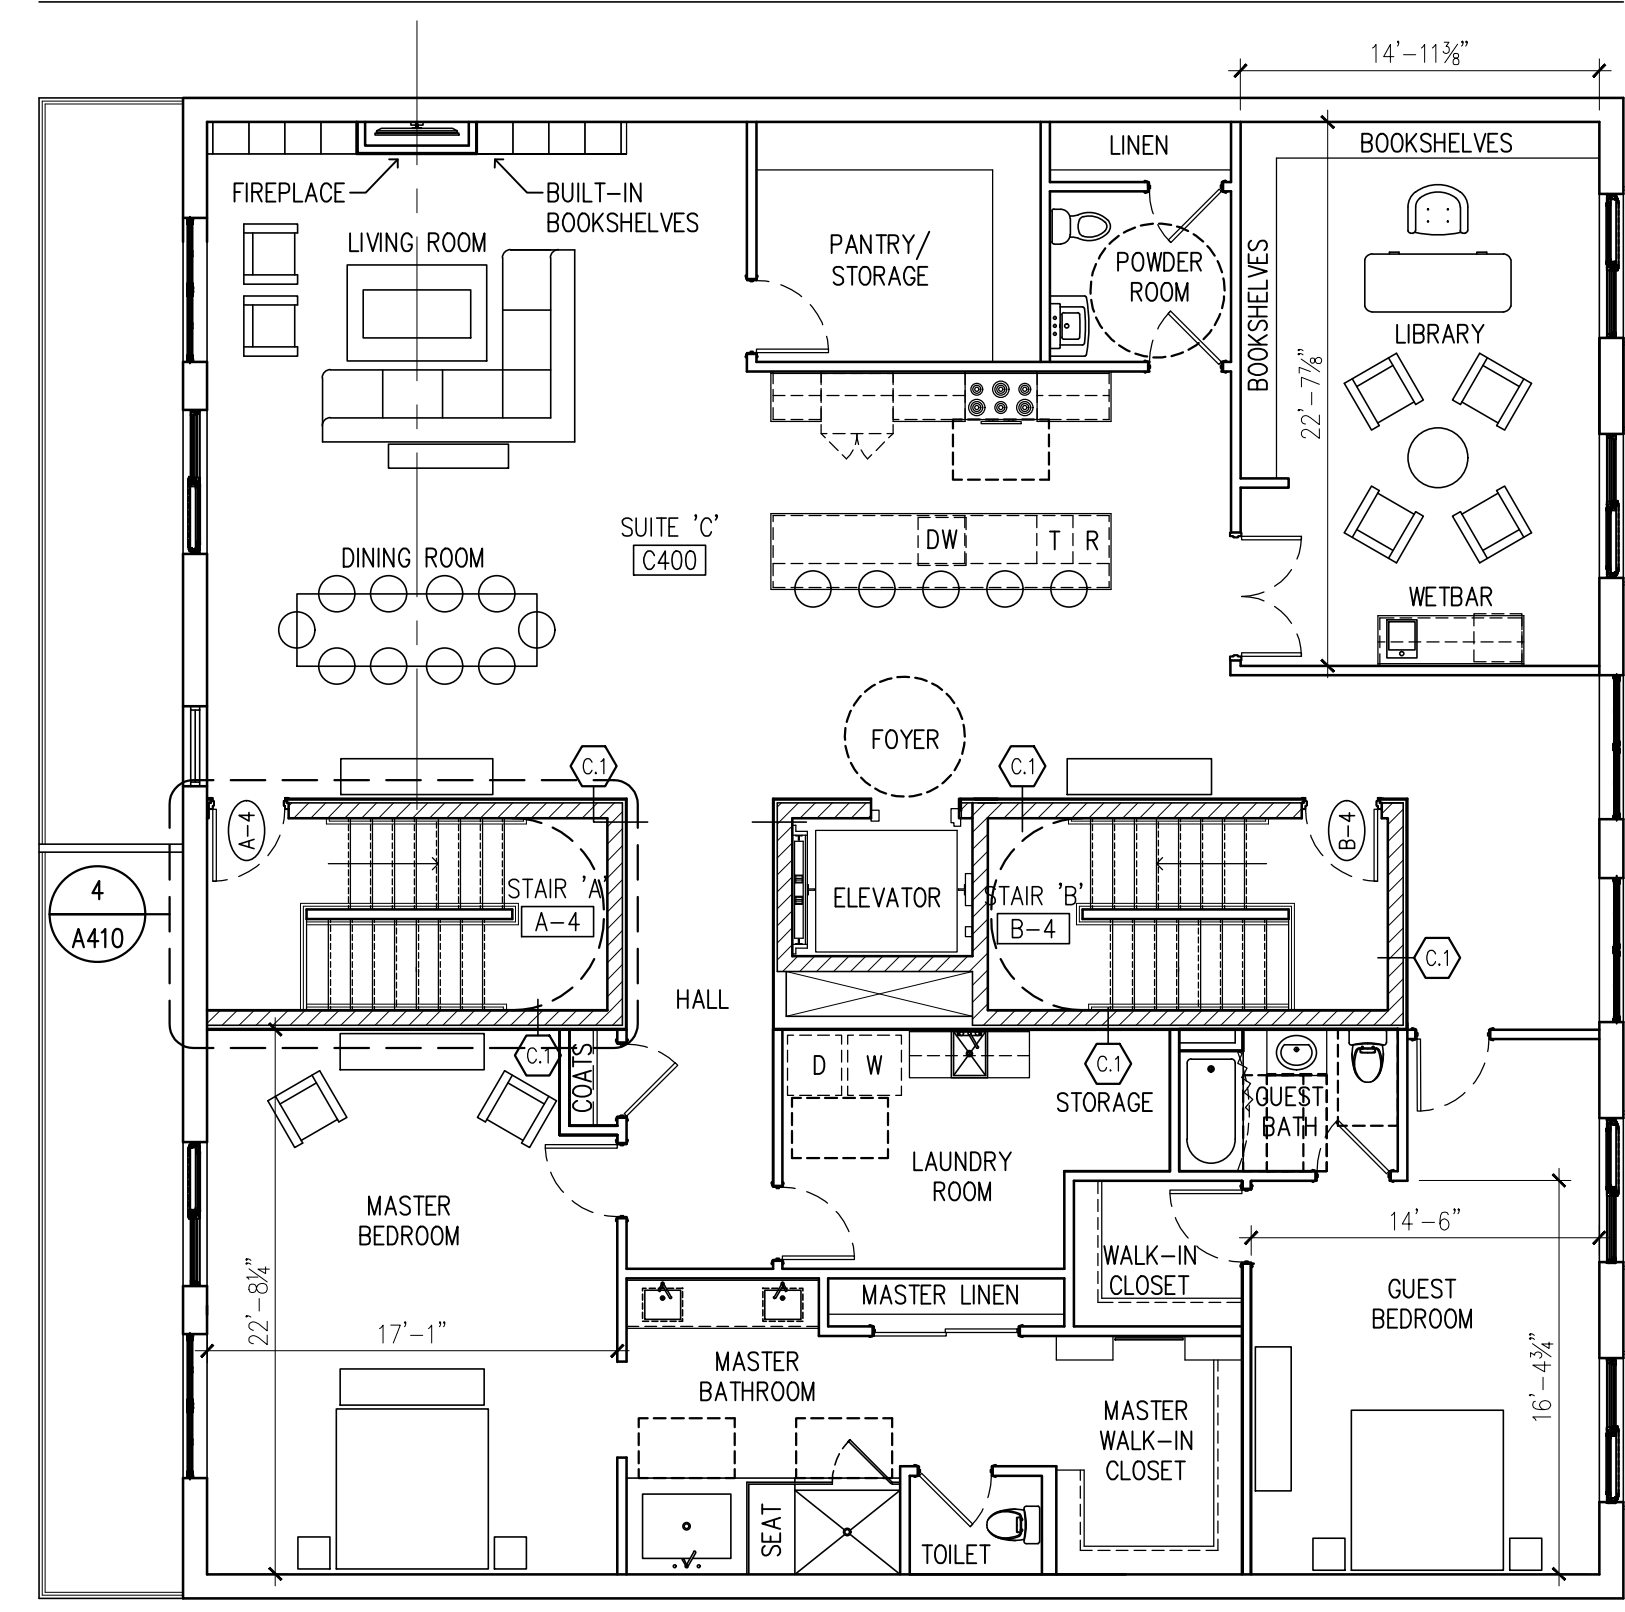 14'-11⅜"
LINEN
BOOKSHELVES
FIREPLACE
BUILT-IN
BOOKSHELVES
LIVING ROOM
PANTRY/
STORAGE
POWDER
ROOM
BOOKSHELVES
LIBRARY
22'-7⅞"
SUITE 'C'
C400
DW
T
R
DINING ROOM
WETBAR
FOYER
C.1
C.1
A-4
B-4
4
A410
STAIR 'A'
A-4
ELEVATOR
STAIR 'B'
B-4
C.1
HALL
C.1
COATS
D
W
C.1
STORAGE
GUEST
BATH
LAUNDRY
ROOM
MASTER
BEDROOM
14'-6"
WALK-IN
CLOSET
22'-8¼"
MASTER LINEN
GUEST
BEDROOM
17'-1"
MASTER
BATHROOM
16'-4¾"
MASTER
WALK-IN
CLOSET
SEAT
TOILET